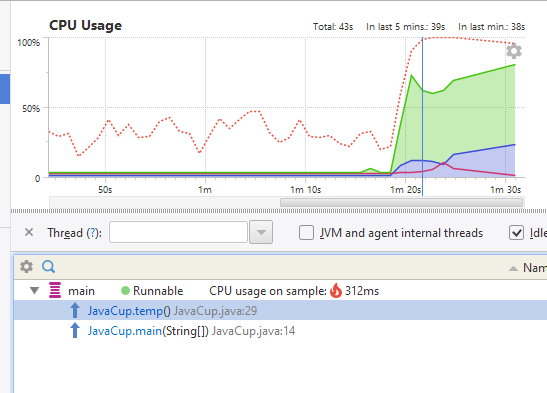 CPU Usage Total: 43s In last 5 mins.: 39s In last min.: 38s
100%
50%
0
50s 1m 1m 10s 1m 20s 1m 30s
Thread (?): JVM and agent internal threads Idle
Nam
main Runnable CPU usage on sample: 312ms
JavaCup.temp() JavaCup.java:29
JavaCup.main(String[]) JavaCup.java:14